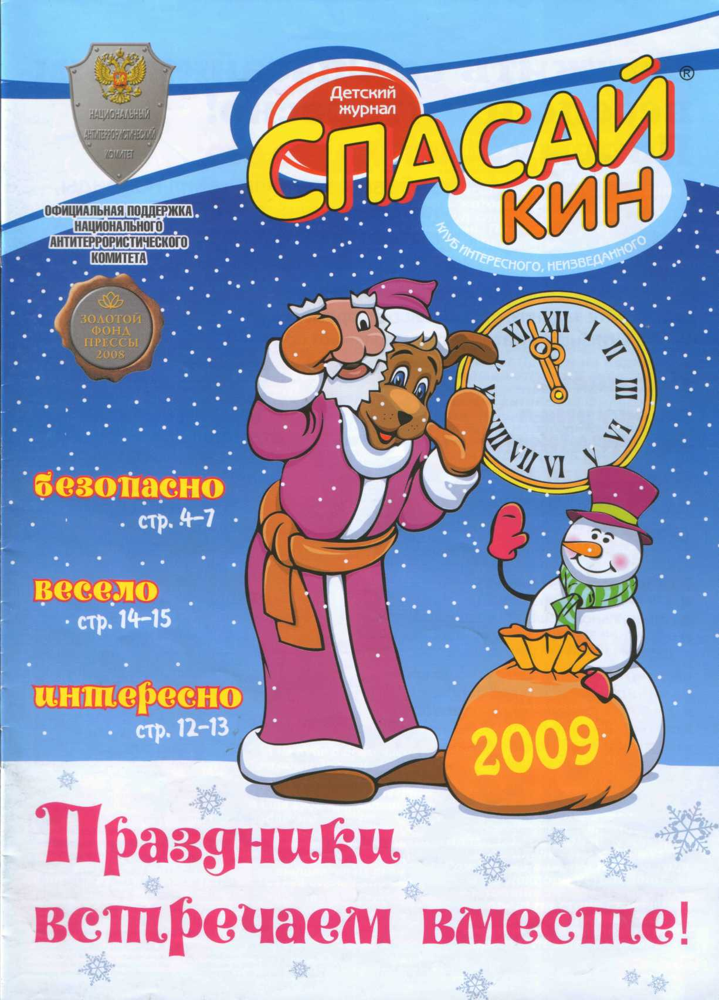 НАЦИОНАЛЬНЫЙ
АНТИТЕРРОРИСТИЧЕСКИЙ
КОМИТЕТ
Детский
журнал
СПАСАЙ
КИН
®
КЛУБ ИНТЕРЕСНОГО, НЕИЗВЕДАННОГО
ОФИЦИАЛЬНАЯ ПОДДЕРЖКА
НАЦИОНАЛЬНОГО
АНТИТЕРРОРИСТИЧЕСКОГО
КОМИТЕТА
ЗОЛОТОЙ
ФОНД
ПРЕССЫ
2008
XII
I
II
III
VI
V
VI
VII
VIII
X
XI
безопасно
стр. 4-7
весело
стр. 14-15
интересно
стр. 12-13
2009
Праздники
встречаем вместе!